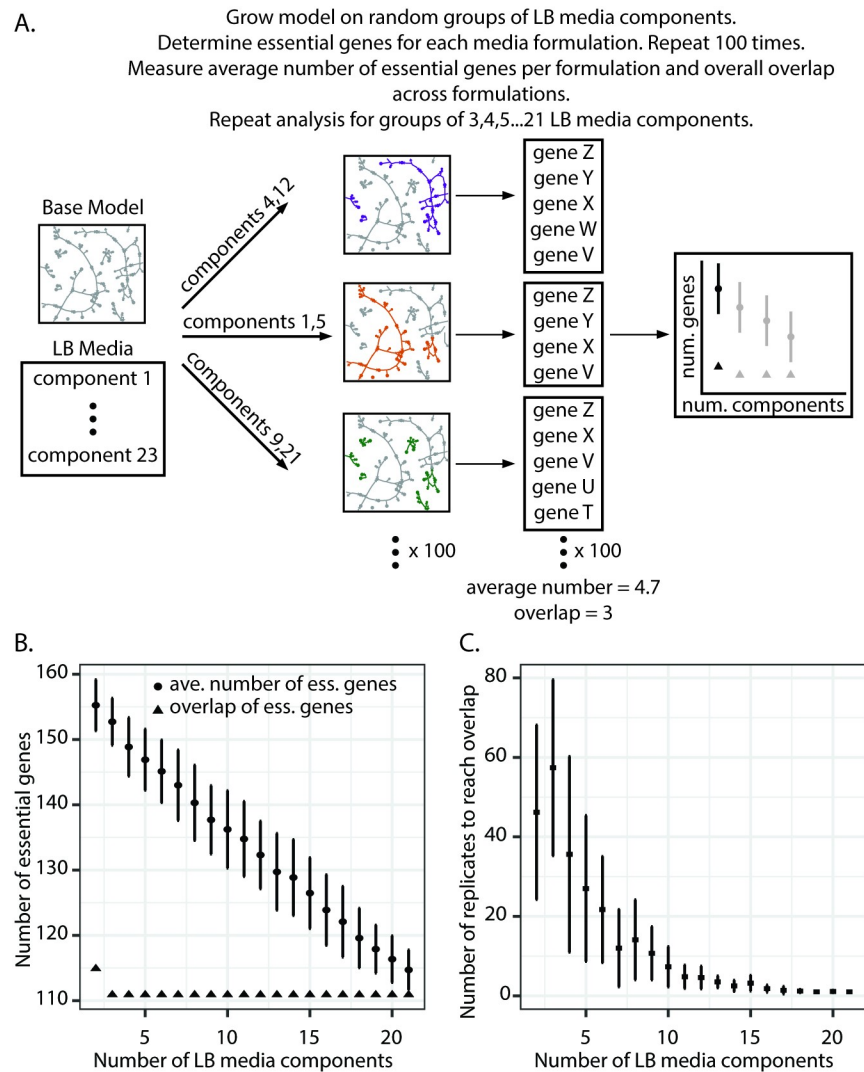 A.
Grow model on random groups of LB media components.
Determine essential genes for each media formulation. Repeat 100 times.
Measure average number of essential genes per formulation and overall overlap
across formulations.
Repeat analysis for groups of 3,4,5...21 LB media components.
Base Model
LB Media
component 1
component 23
components 4,12
components 1,5
components 9,21
gene Z
gene Y
gene X
gene W
gene V
gene Z
gene Y
gene X
gene V
gene Z
gene X
gene V
gene U
gene T
x 100
x 100
average number = 4.7
overlap = 3
num. genes
num. components
B.
160
150
140
130
120
110
5
10
15
20
Number of essential genes
Number of LB media components
ave. number of ess. genes
overlap of ess. genes
C.
80
60
40
20
0
5
10
15
20
Number of replicates to reach overlap
Number of LB media components